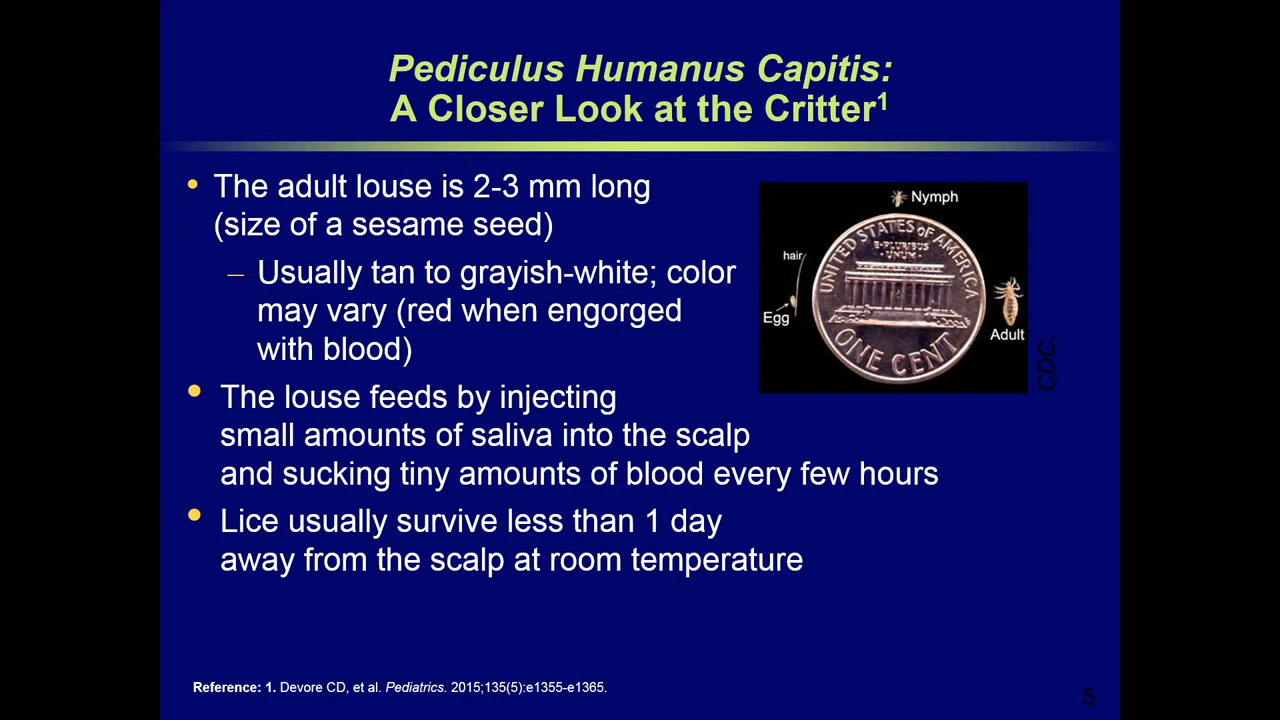 Pediculus Humanus Capitis:
A Closer Look at the Critter1
• The adult louse is 2-3 mm long
(size of a sesame seed)
– Usually tan to grayish-white; color
may vary (red when engorged
with blood)
• The louse feeds by injecting
small amounts of saliva into the scalp
and sucking tiny amounts of blood every few hours
• Lice usually survive less than 1 day
away from the scalp at room temperature
Nymph
hair
Egg
Adult
UNITED STATES of AMERICA
E·PLURIBUS
·UNUM·
ONE CENT
CDC.
Reference: 1. Devore CD, et al. Pediatrics. 2015;135(5):e1355-e1365.
5